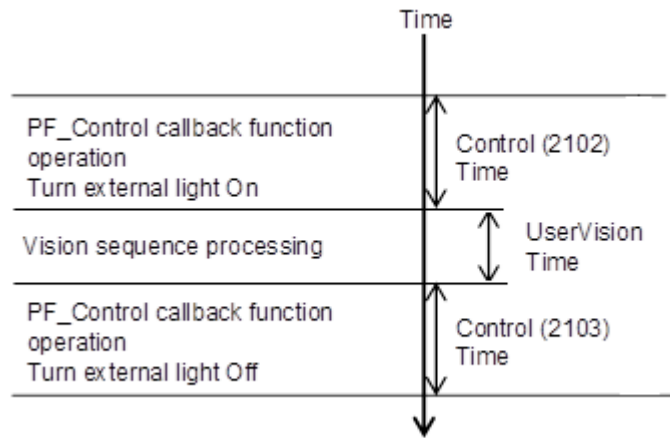 Time
PF_Control callback function
operation
Turn external light On
Control (2102)
Time
Vision sequence processing
UserVision
Time
PF_Control callback function
operation
Turn external light Off
Control (2103)
Time